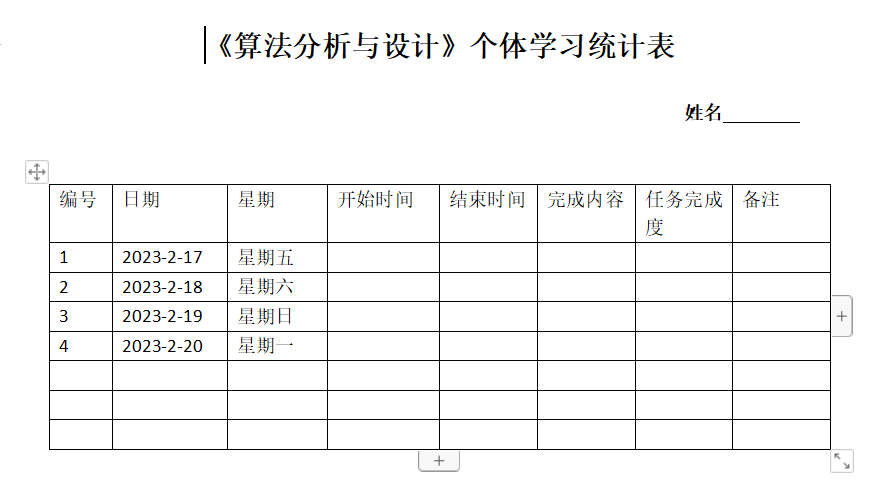 《算法分析与设计》个体学习统计表
姓名________
编号 日期 星期 开始时间 结束时间 完成内容 任务完成度 备注
1 2023-2-17 星期五
2 2023-2-18 星期六
3 2023-2-19 星期日
4 2023-2-20 星期一